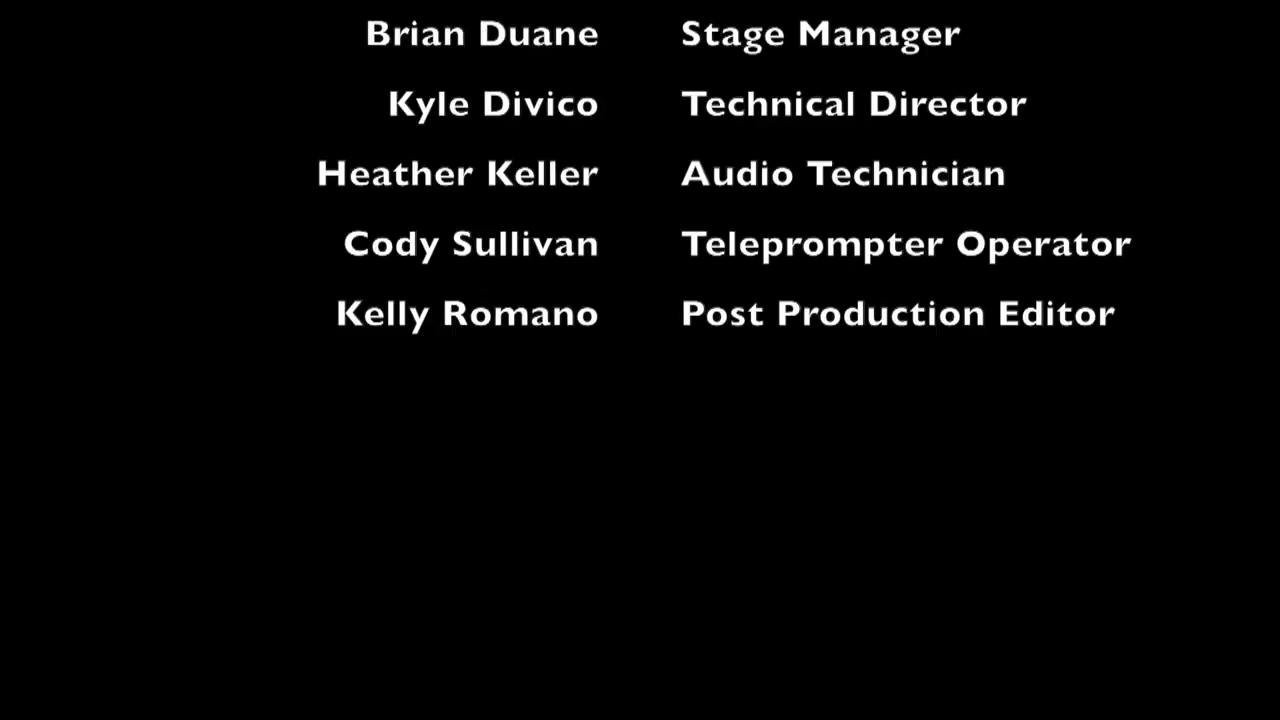 Brian Duane Stage Manager
Kyle Divico Technical Director
Heather Keller Audio Technician
Cody Sullivan Teleprompter Operator
Kelly Romano Post Production Editor